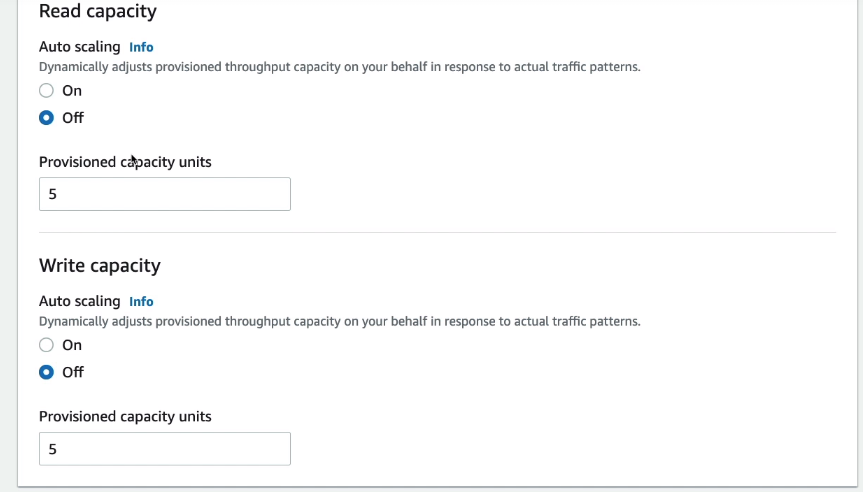 Read capacity
Auto scaling Info
Dynamically adjusts provisioned throughput capacity on your behalf in response to actual traffic patterns.
On
Off
Provisioned capacity units
5
Write capacity
Auto scaling Info
Dynamically adjusts provisioned throughput capacity on your behalf in response to actual traffic patterns.
On
Off
Provisioned capacity units
5